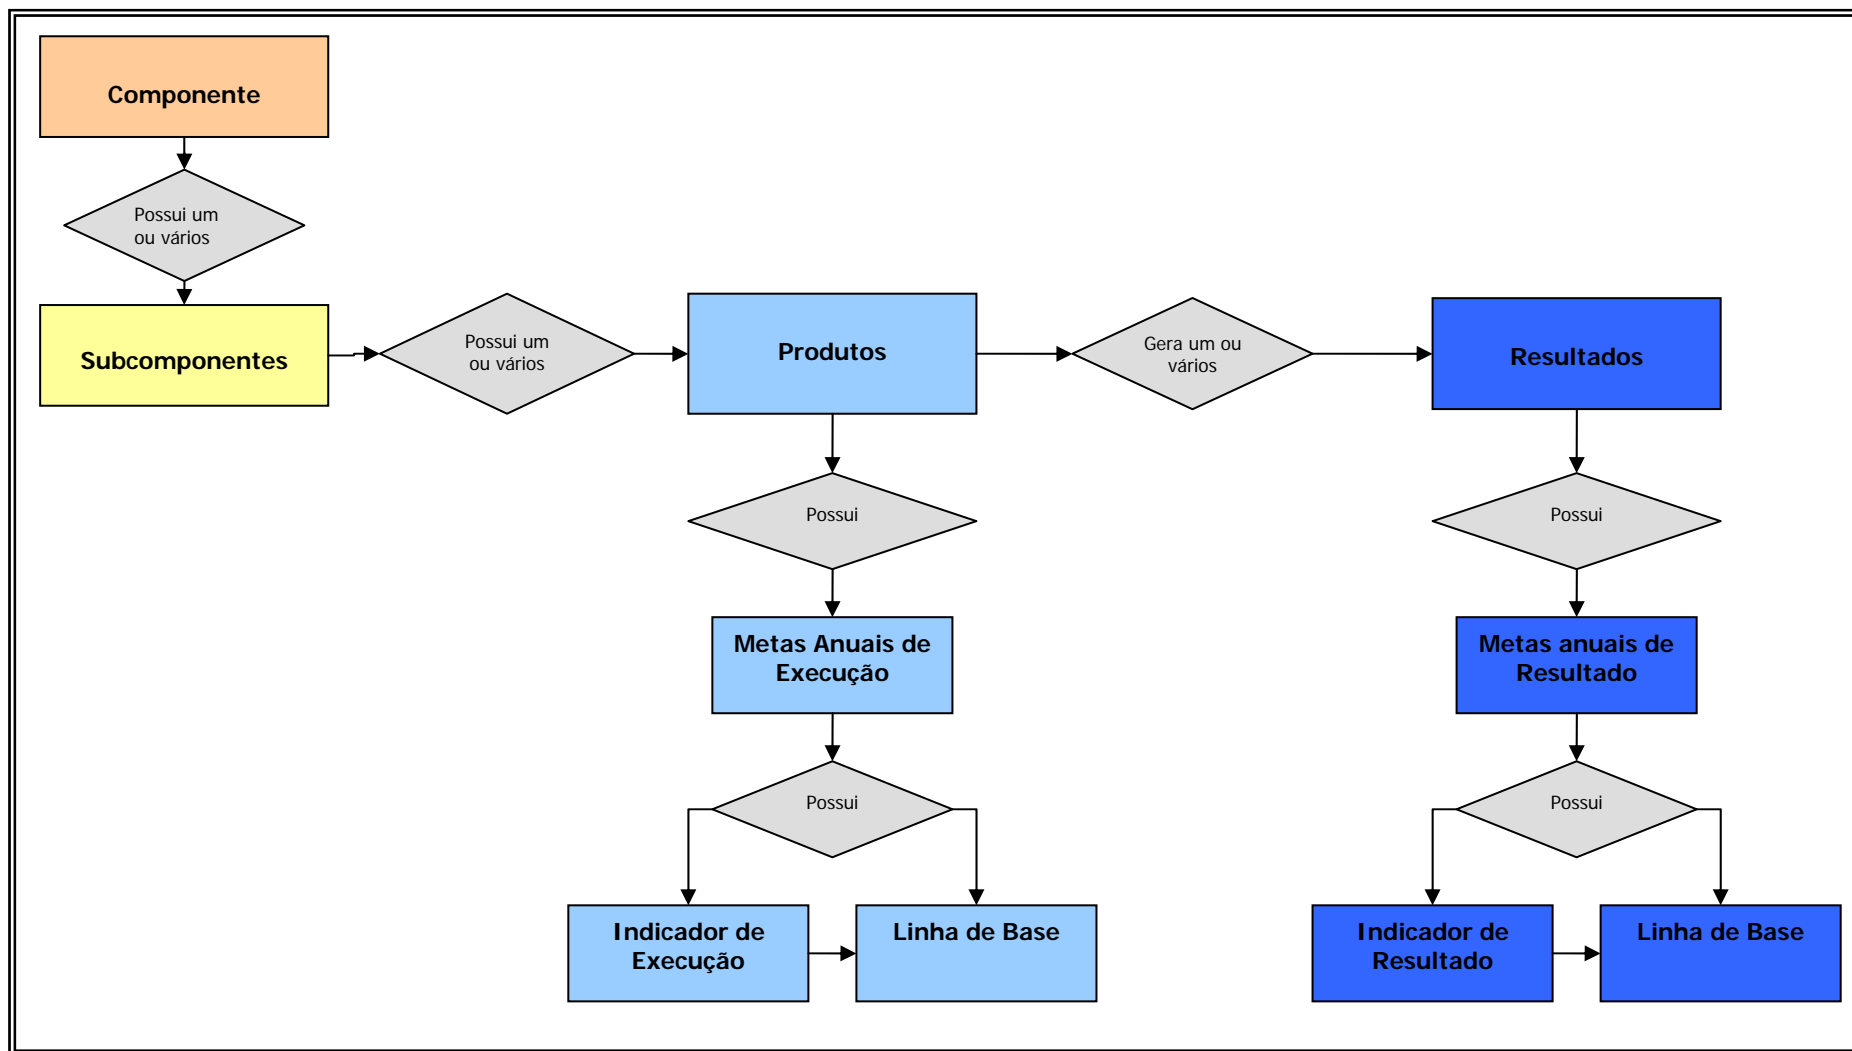 Componente
Possui um
ou vários
Subcomponentes
Possui um
ou vários
Produtos
Gera um ou
vários
Resultados
Possui
Possui
Metas Anuais de
Execução
Metas anuais de
Resultado
Possui
Possui
Indicador de
Execução
Linha de Base
Indicador de
Resultado
Linha de Base